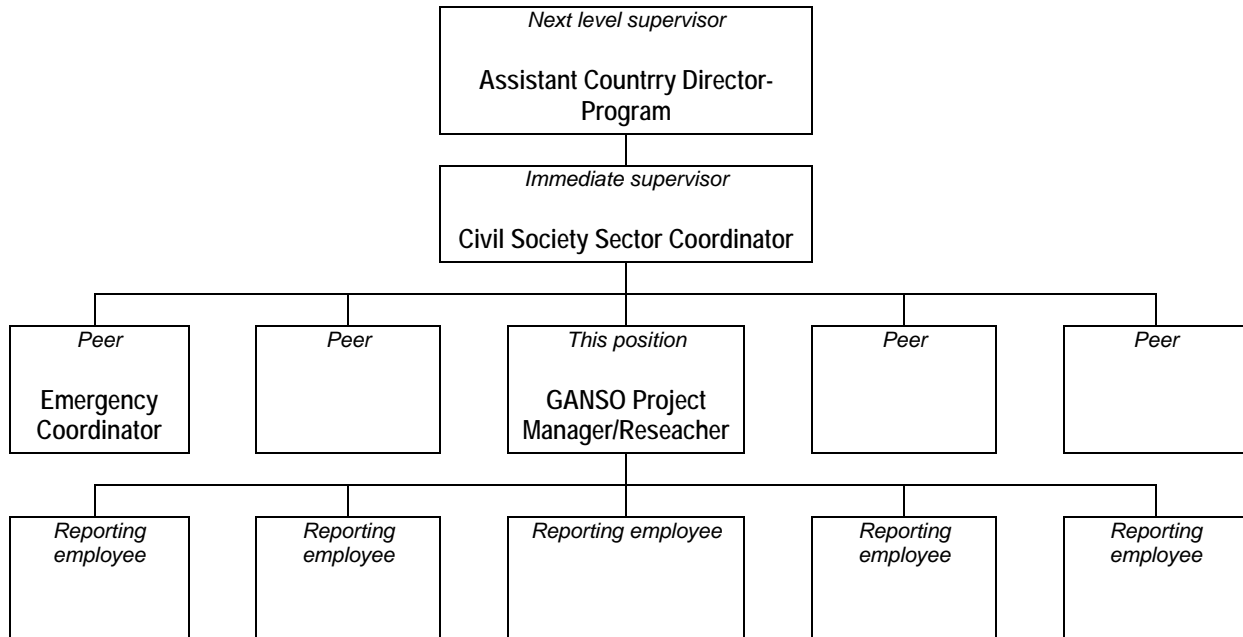 Next level supervisor
Assistant Countrry Director-
Program
Immediate supervisor
Civil Society Sector Coordinator
Peer
Emergency
Coordinator
Peer
This position
GANSO Project
Manager/Reseacher
Peer
Peer
Reporting
employee
Reporting
employee
Reporting employee
Reporting
employee
Reporting
employee